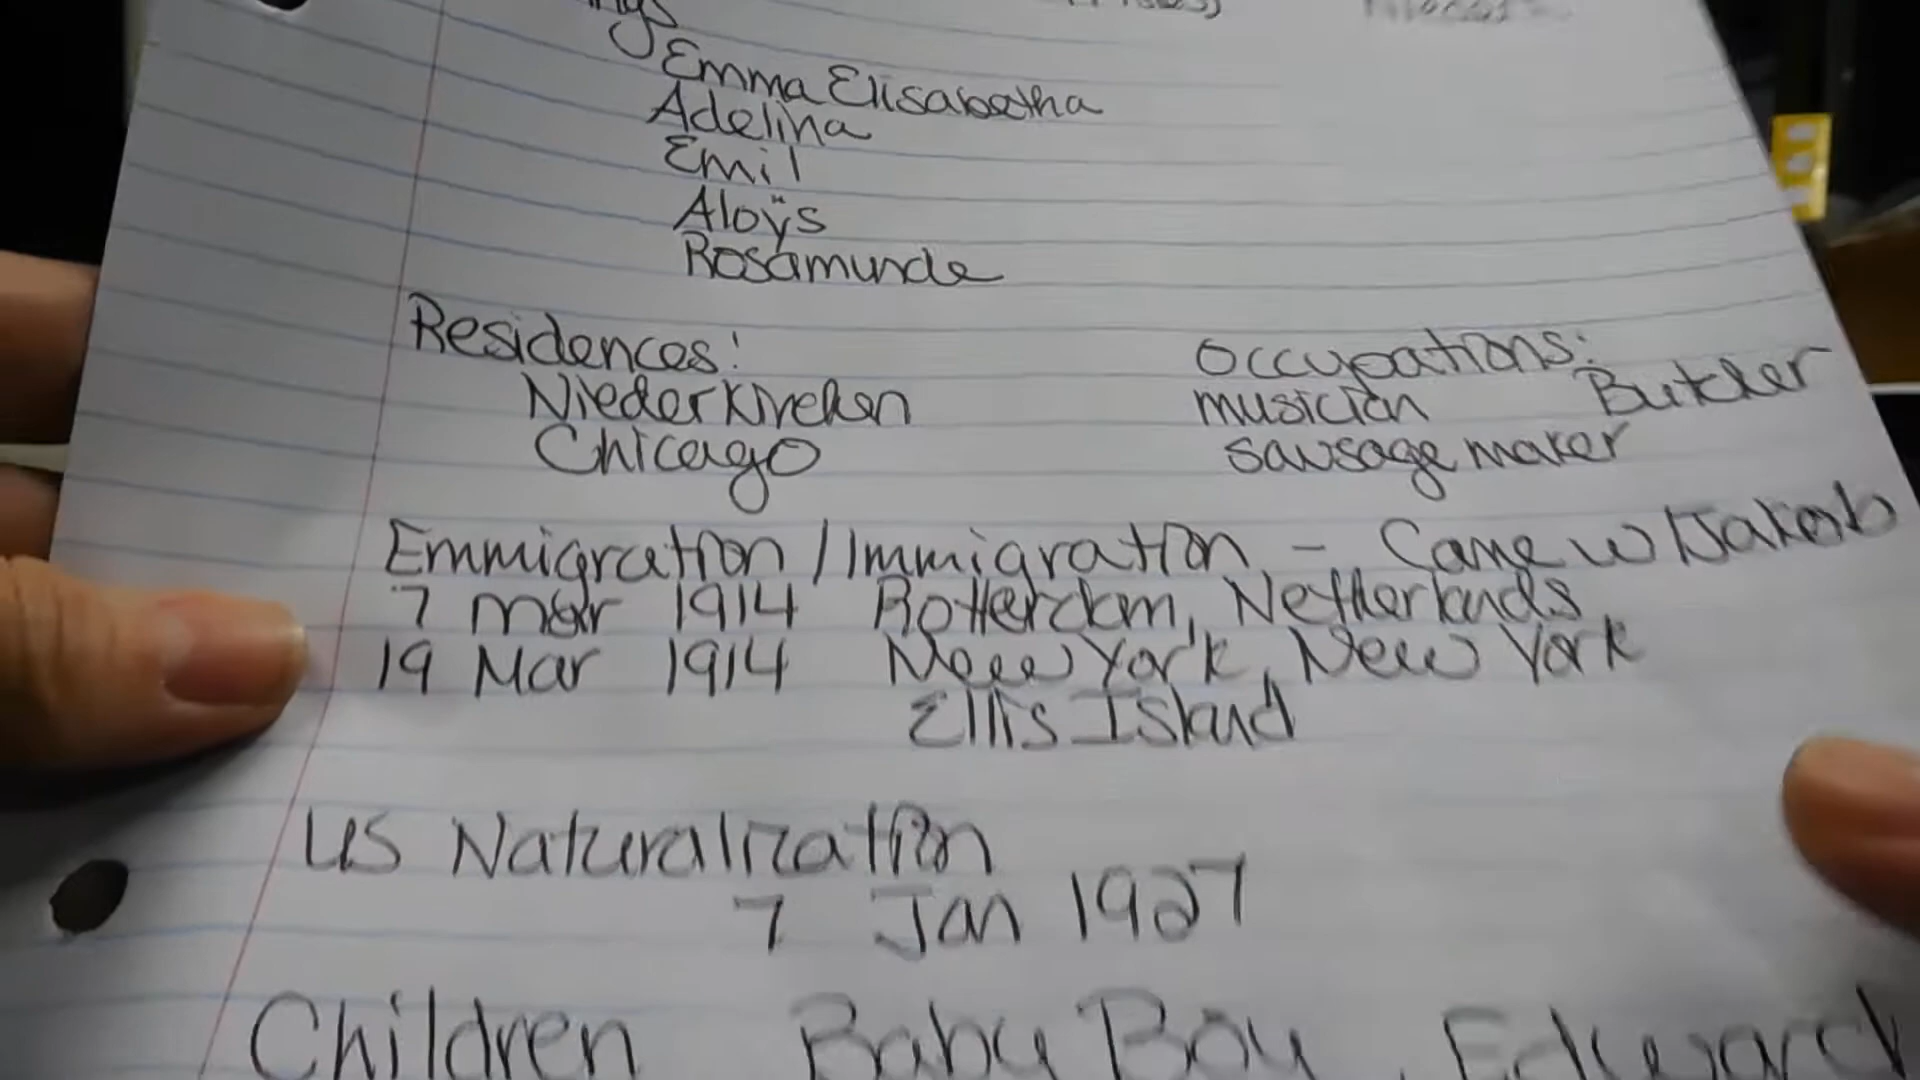 Emma Elisabetha
Adelina
Emil
Aloÿs
Rosamunde
Residences:
Niederkirchen
Chicago
Occupations:
musician Butcher
sausage maker
Emmigration / Immigration - Came w/ Jakob
7 mar 1914 Rotterdam, Netherlands
19 Mar 1914 New York, New York
Ellis Island
US Naturalization
7 Jan 1927
Children Baby Boy, Edward